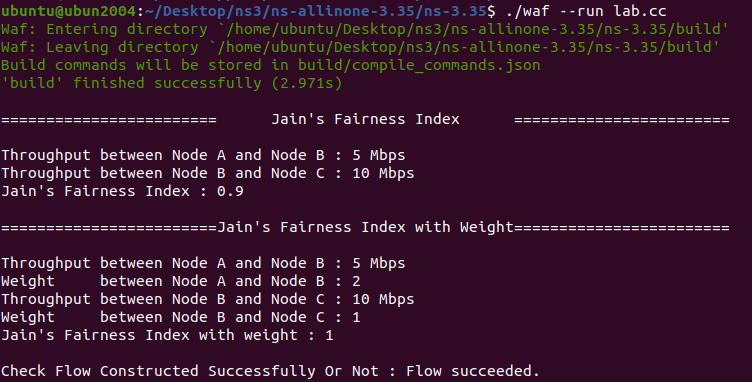 ubuntu@ubun2004:~/Desktop/ns3/ns-allinone-3.35/ns-3.35$ ./waf --run lab.cc
Waf: Entering directory `/home/ubuntu/Desktop/ns3/ns-allinone-3.35/ns-3.35/build'
Waf: Leaving directory `/home/ubuntu/Desktop/ns3/ns-allinone-3.35/ns-3.35/build'
Build commands will be stored in build/compile_commands.json
'build' finished successfully (2.971s)
========================      Jain's Fairness Index      ========================
Throughput between Node A and Node B : 5 Mbps
Throughput between Node B and Node C : 10 Mbps
Jain's Fairness Index : 0.9
========================Jain's Fairness Index with Weight========================
Throughput between Node A and Node B : 5 Mbps
Weight     between Node A and Node B : 2
Throughput between Node B and Node C : 10 Mbps
Weight     between Node B and Node C : 1
Jain's Fairness Index with weight : 1
Check Flow Constructed Successfully Or Not : Flow succeeded.